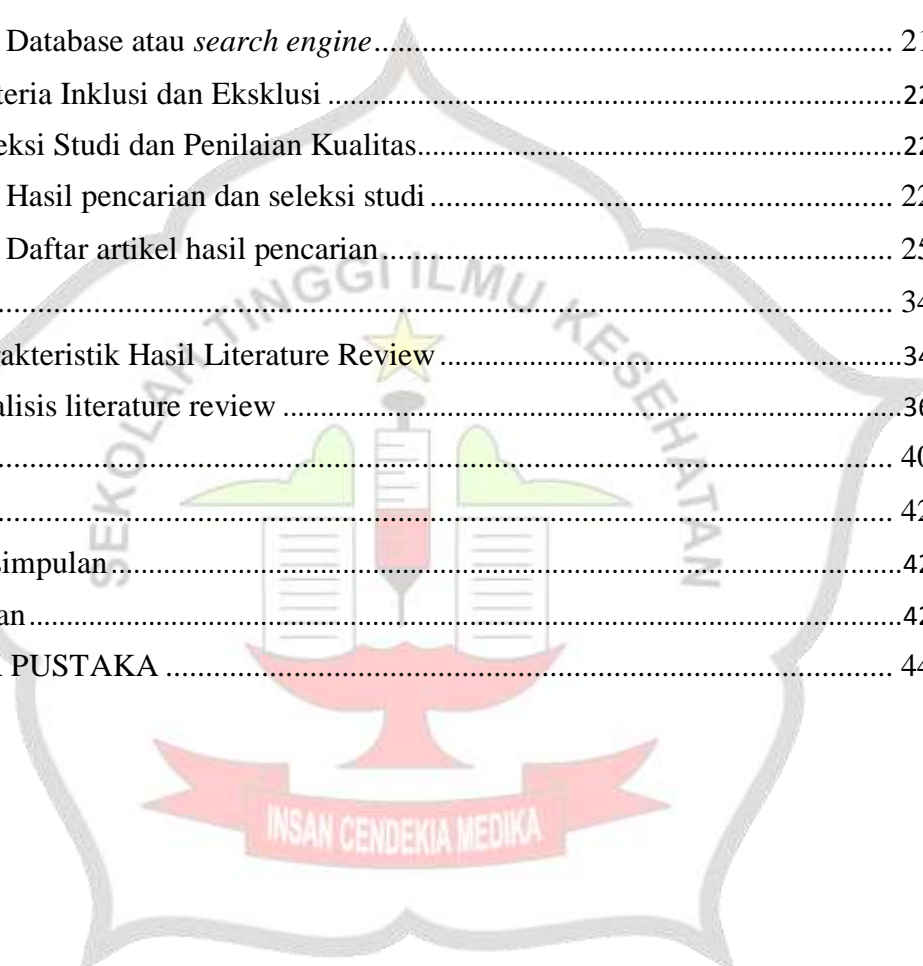 Database atau search engine........................................ 21
teria Inklusi dan Eksklusi........................................22
eksi Studi dan Penilaian Kualitas........................................22
Hasil pencarian dan seleksi studi........................................ 22
Daftar artikel hasil pencarian........................................ 25
........................................ 34
rakteristik Hasil Literature Review........................................34
alisis literature review........................................36
........................................ 40
........................................ 42
simpulan........................................42
an........................................42
PUSTAKA........................................ 44
SEKOLAH TINGGI ILMU KESEHATAN
INSAN CENDEKIA MEDIKA